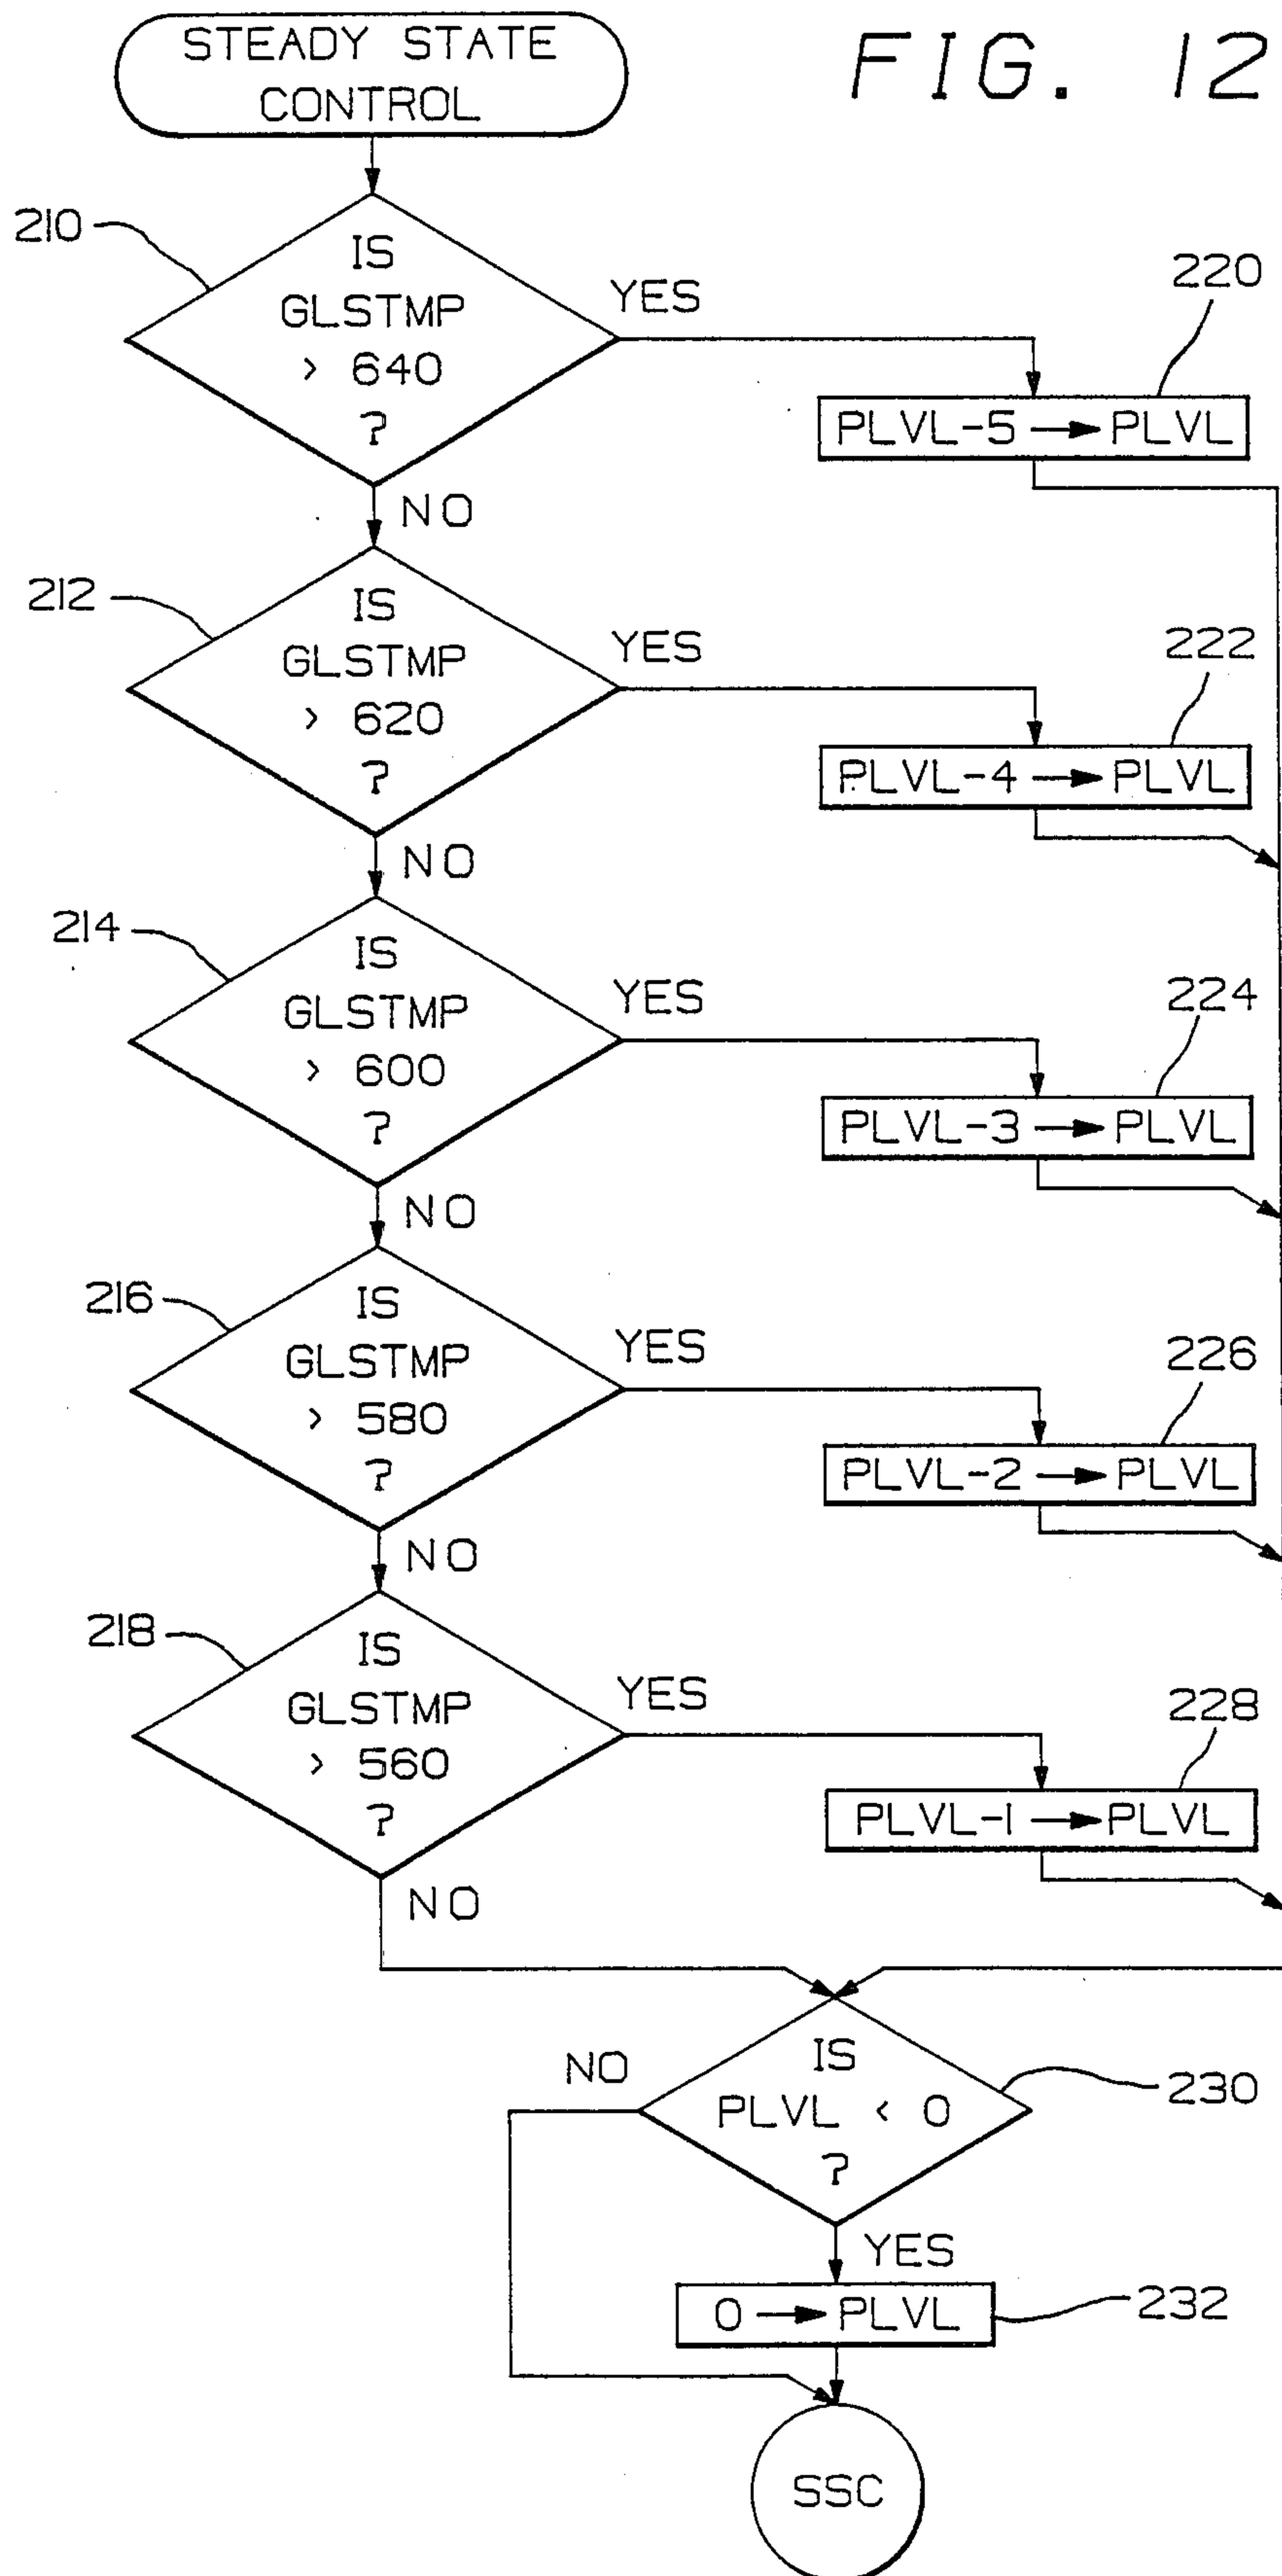 STEADY STATE
CONTROL
FIG. 12
210
IS
GLSTMP
> 640
?
YES
NO
220
PLVL-5 → PLVL
212
IS
GLSTMP
> 620
?
YES
NO
222
PLVL-4 → PLVL
214
IS
GLSTMP
> 600
?
YES
NO
224
PLVL-3 → PLVL
216
IS
GLSTMP
> 580
?
YES
NO
226
PLVL-2 → PLVL
218
IS
GLSTMP
> 560
?
YES
NO
228
PLVL-1 → PLVL
NO
IS
PLVL < 0
?
230
YES
0 → PLVL
232
SSC